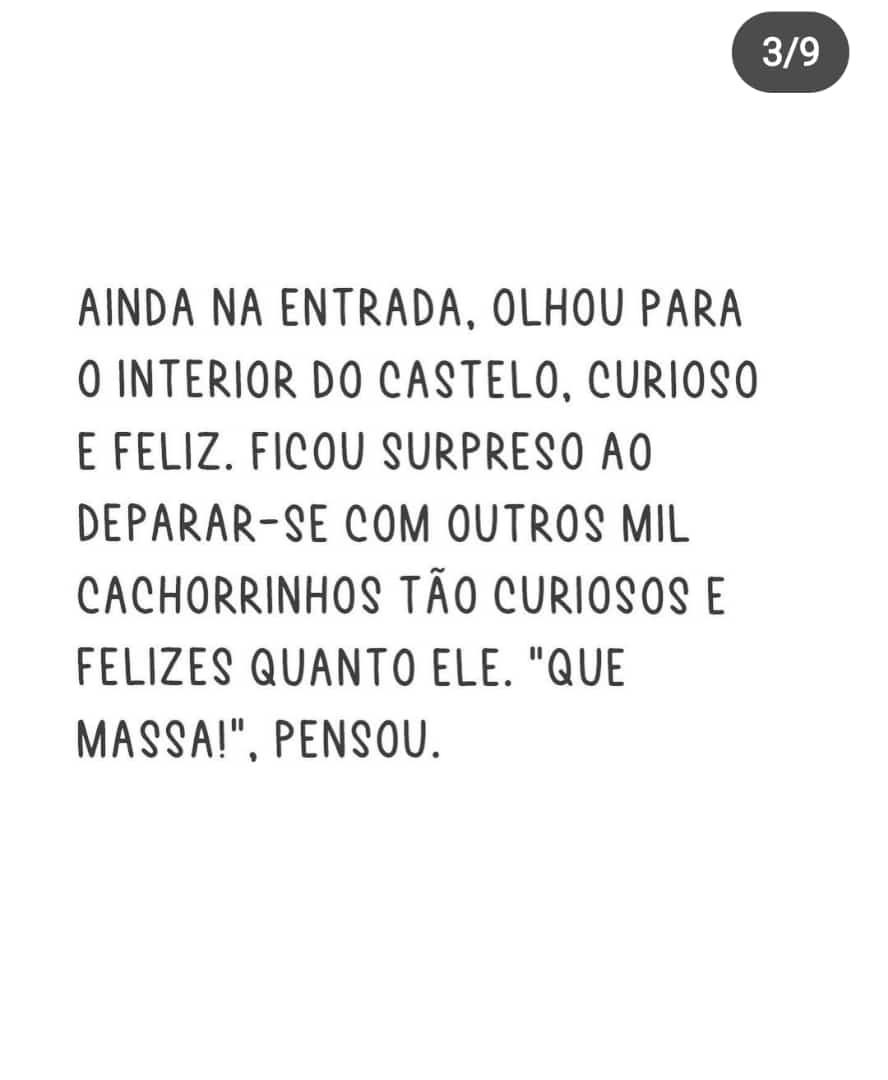 3/9
AINDA NA ENTRADA, OLHOU PARA
O INTERIOR DO CASTELO, CURIOSO
E FELIZ. FICOU SURPRESO AO
DEPARAR-SE COM OUTROS MIL
CACHORRINHOS TÃO CURIOSOS E
FELIZES QUANTO ELE. "QUE
MASSA!", PENSOU.